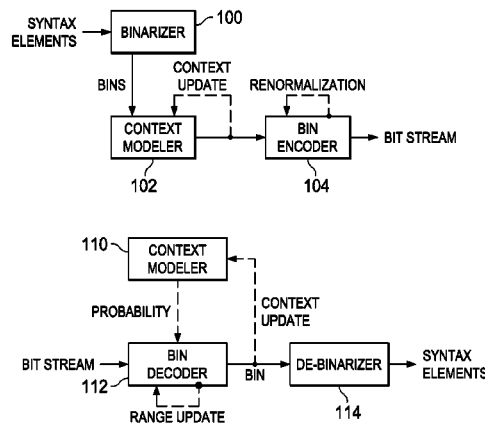 SYNTAX
ELEMENTS
BINARIZER
100
BINS
CONTEXT
UPDATE
RENORMALIZATION
CONTEXT
MODELER
BIN
ENCODER
BIT STREAM
102
104
110
CONTEXT
MODELER
PROBABILITY
CONTEXT
UPDATE
BIT STREAM
112
BIN
DECODER
BIN
DE-BINARIZER
SYNTAX
ELEMENTS
RANGE UPDATE
114